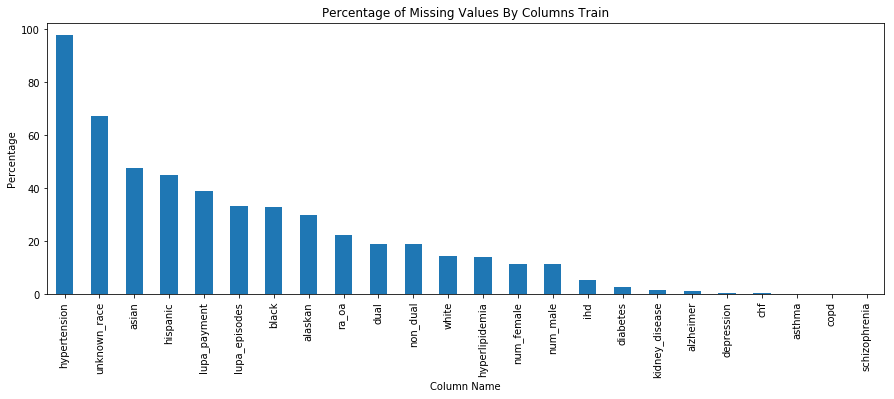 Percentage of Missing Values By Columns Train
Percentage
100
80
60
40
20
0
hypertension
unknown_race
asian
hispanic
lupa_payment
lupa_episodes
black
alaskan
ra_oa
dual
non_dual
white
hyperlipidemia
num_female
num_male
ihd
diabetes
kidney_disease
alzheimer
depression
chf
asthma
copd
schizophrenia
Column Name